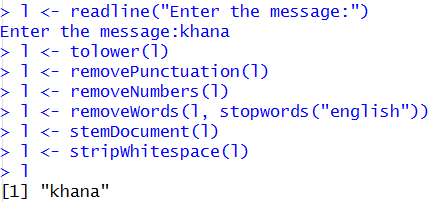 > l <- readline("Enter the message:")
Enter the message:khana
> l <- tolower(l)
> l <- removePunctuation(l)
> l <- removeNumbers(l)
> l <- removeWords(l, stopwords("english"))
> l <- stemDocument(l)
> l <- stripWhitespace(l)
> l
[1] "khana"